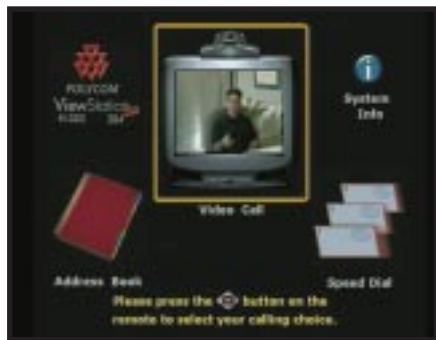 POLYCOM
ViewStation
System
Info
Video Call
Address Book
Speed Dial
Please press the button on the
remote to select your calling choice.